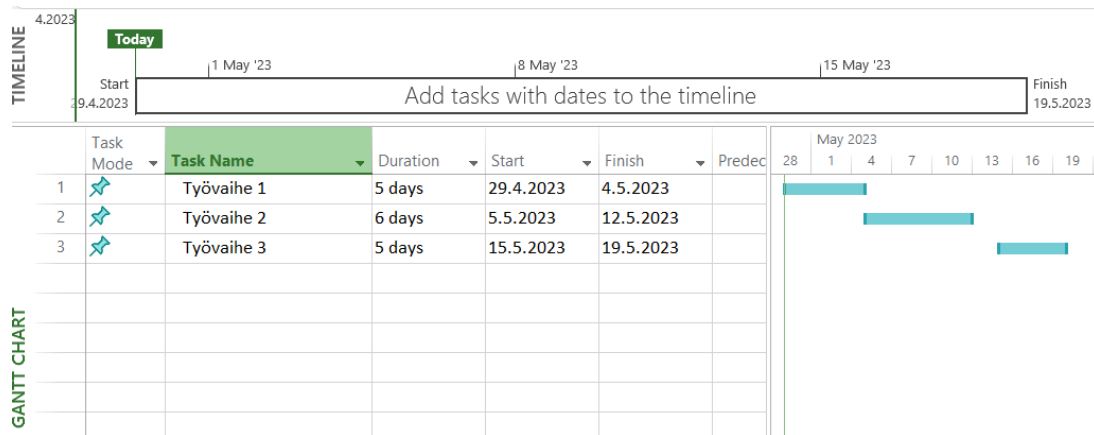 TIMELINE
4.2023
Today
1 May '23 8 May '23 15 May '23
Start
29.4.2023
Add tasks with dates to the timeline
Finish
19.5.2023
GANTT CHART
Task Mode Task Name Duration Start Finish Predec
May 2023
28 1 4 7 10 13 16 19
1 Työvaihe 1 5 days 29.4.2023 4.5.2023
2 Työvaihe 2 6 days 5.5.2023 12.5.2023
3 Työvaihe 3 5 days 15.5.2023 19.5.2023